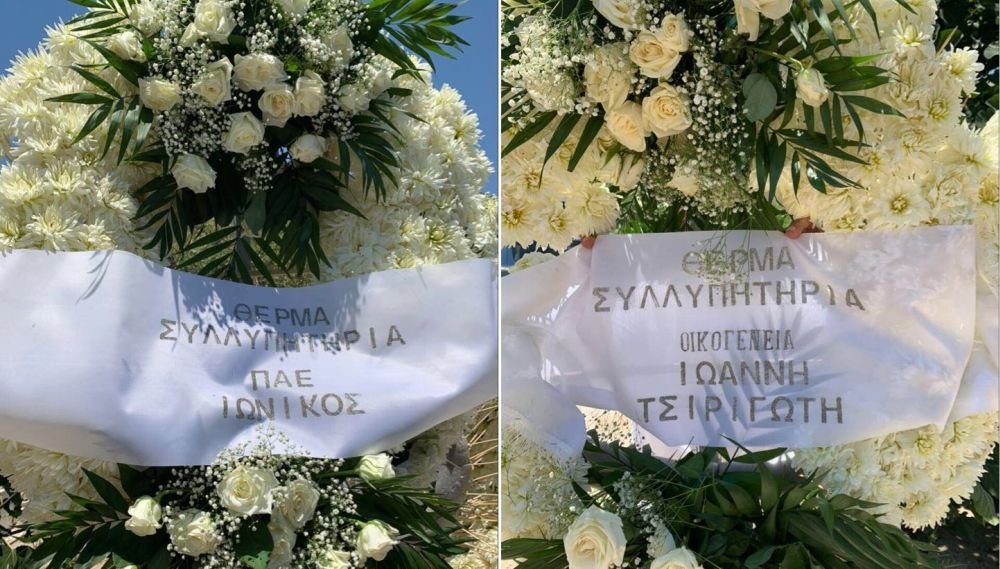 ΘΕΡΜΑ
ΣΥΛΛΥΠΗΤΗΡΙΑ
ΠΑΕ
ΙΩΝΙΚΟΣ
ΘΕΡΜΑ
ΣΥΛΛΥΠΗΤΗΡΙΑ
ΟΙΚΟΓΕΝΕΙΑ
ΙΩΑΝΝΗ
ΤΣΙΡΙΓΩΤΗ